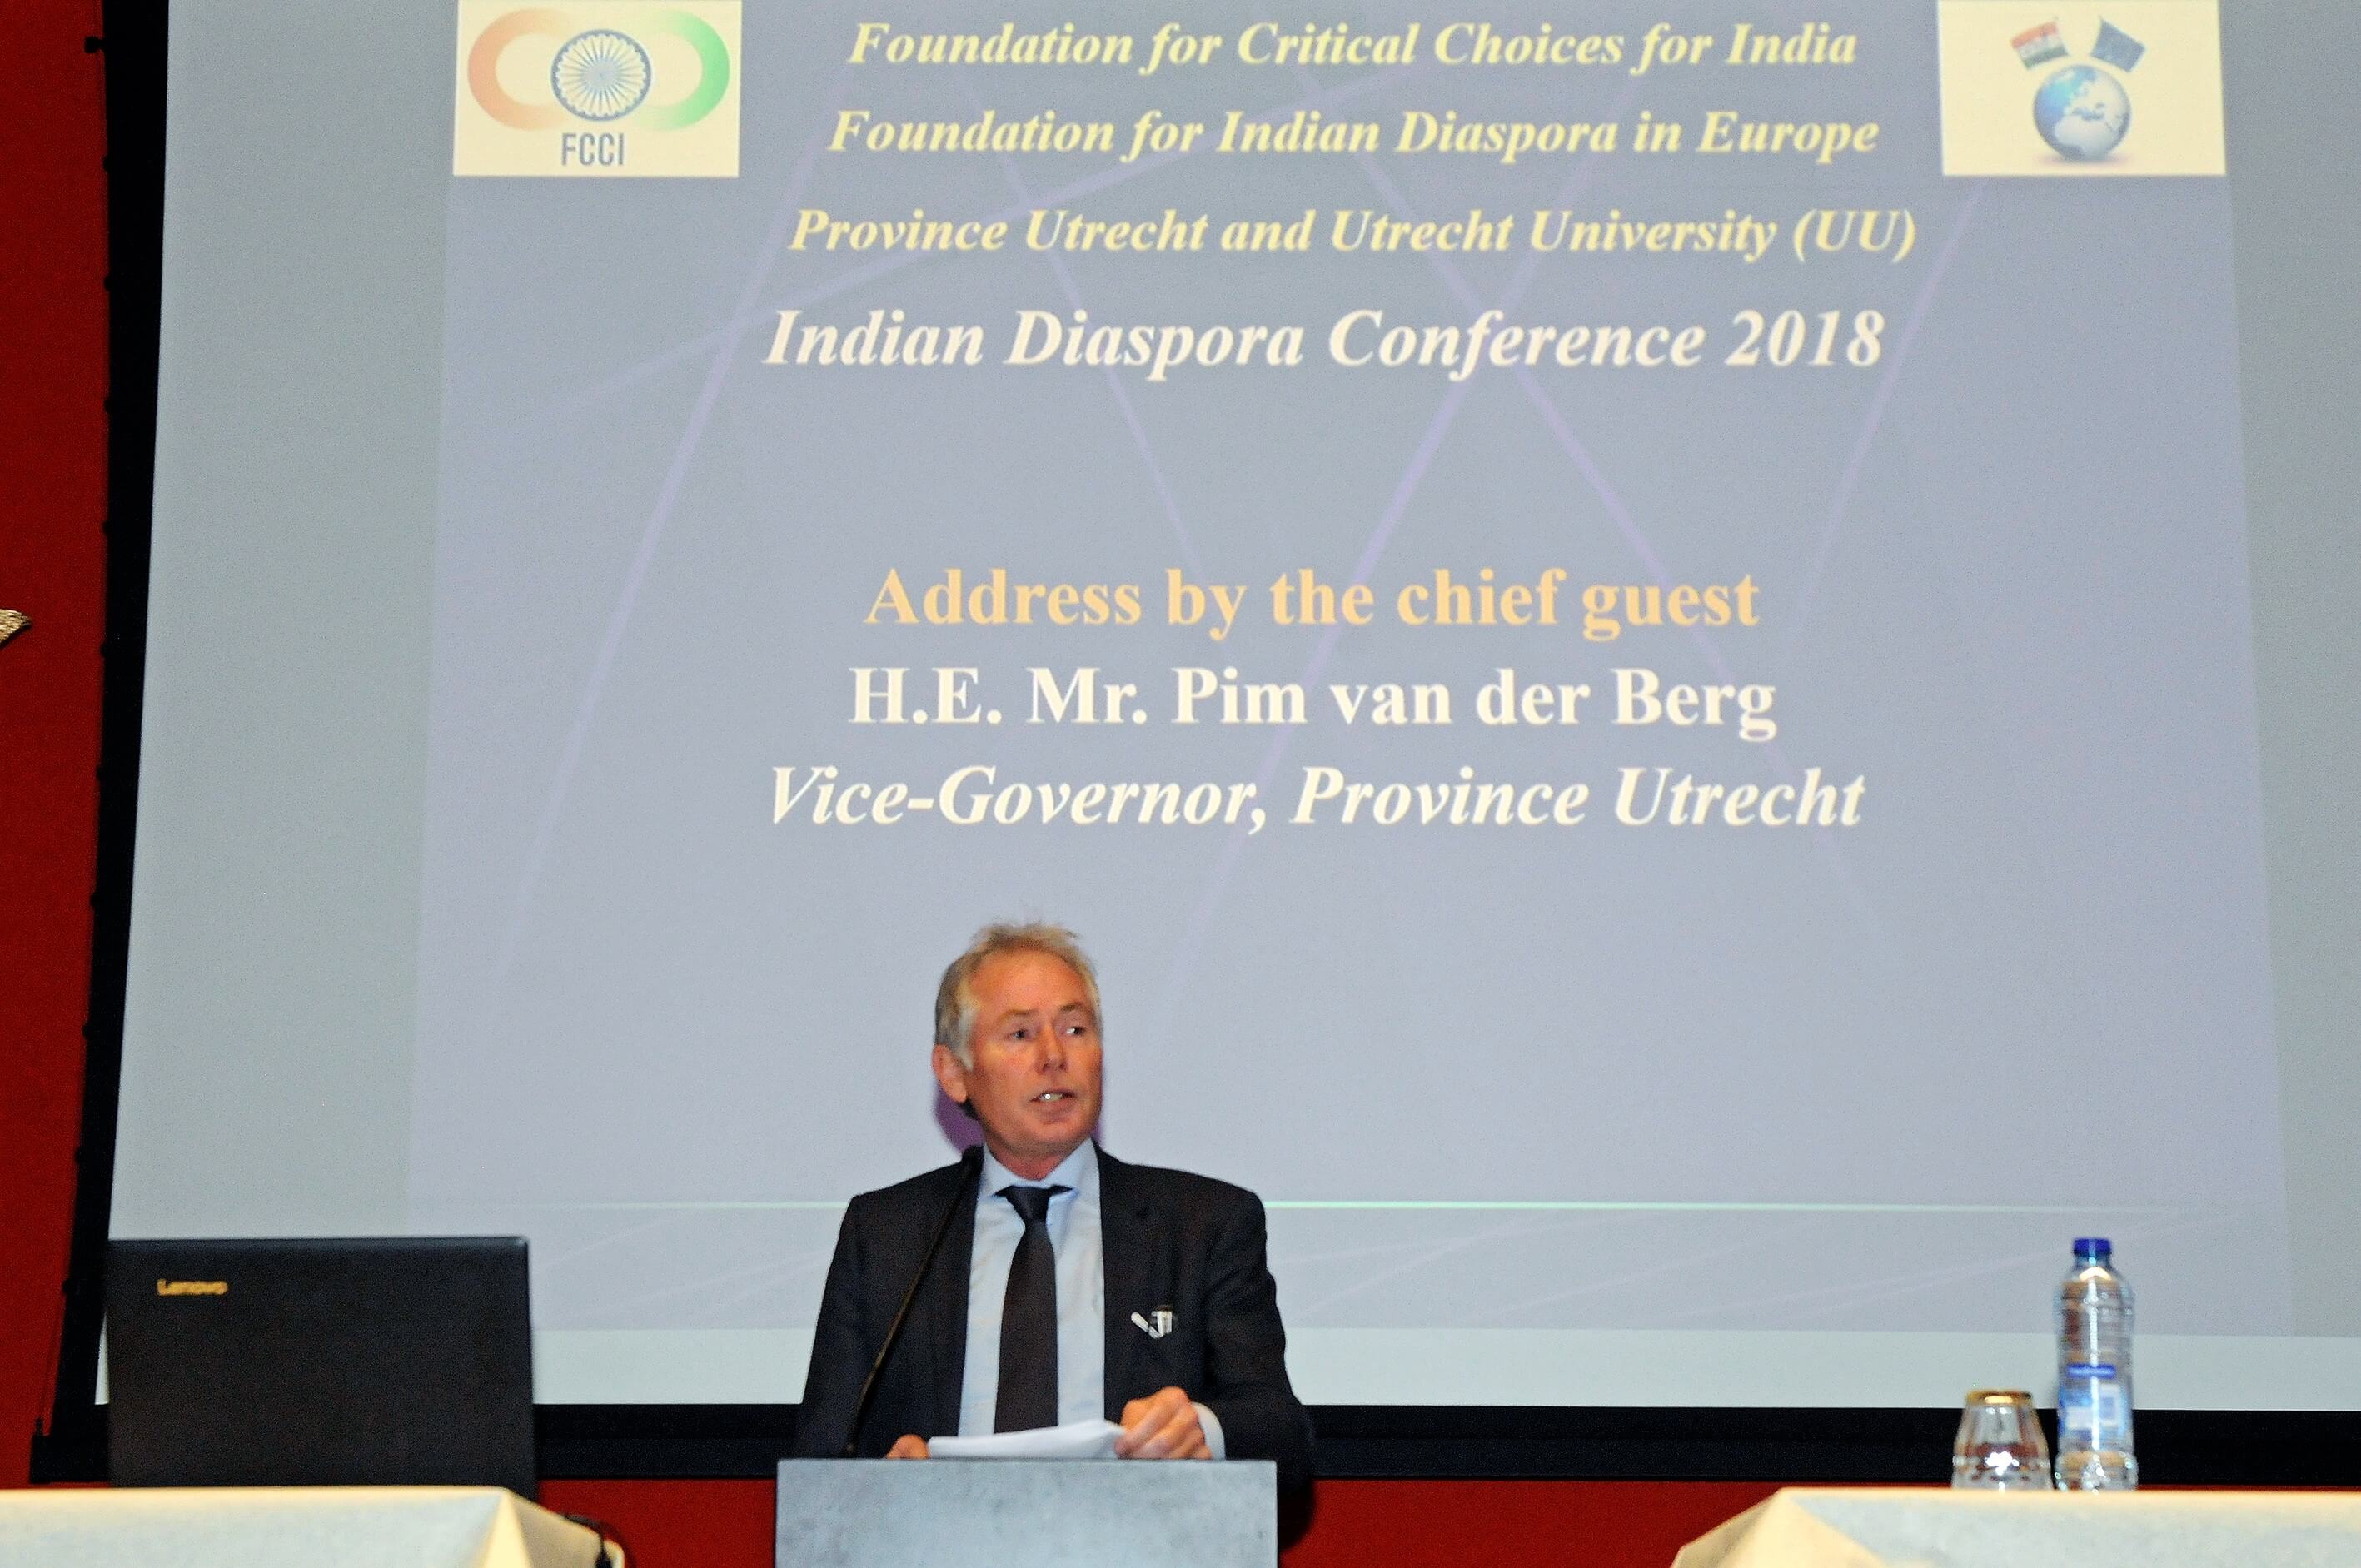 FCCI
Foundation for Critical Choices for India
Foundation for Indian Diaspora in Europe
Province Utrecht and Utrecht University (UU)
Indian Diaspora Conference 2018
Address by the chief guest
H.E. Mr. Pim van der Berg
Vice-Governor, Province Utrecht
Lenovo